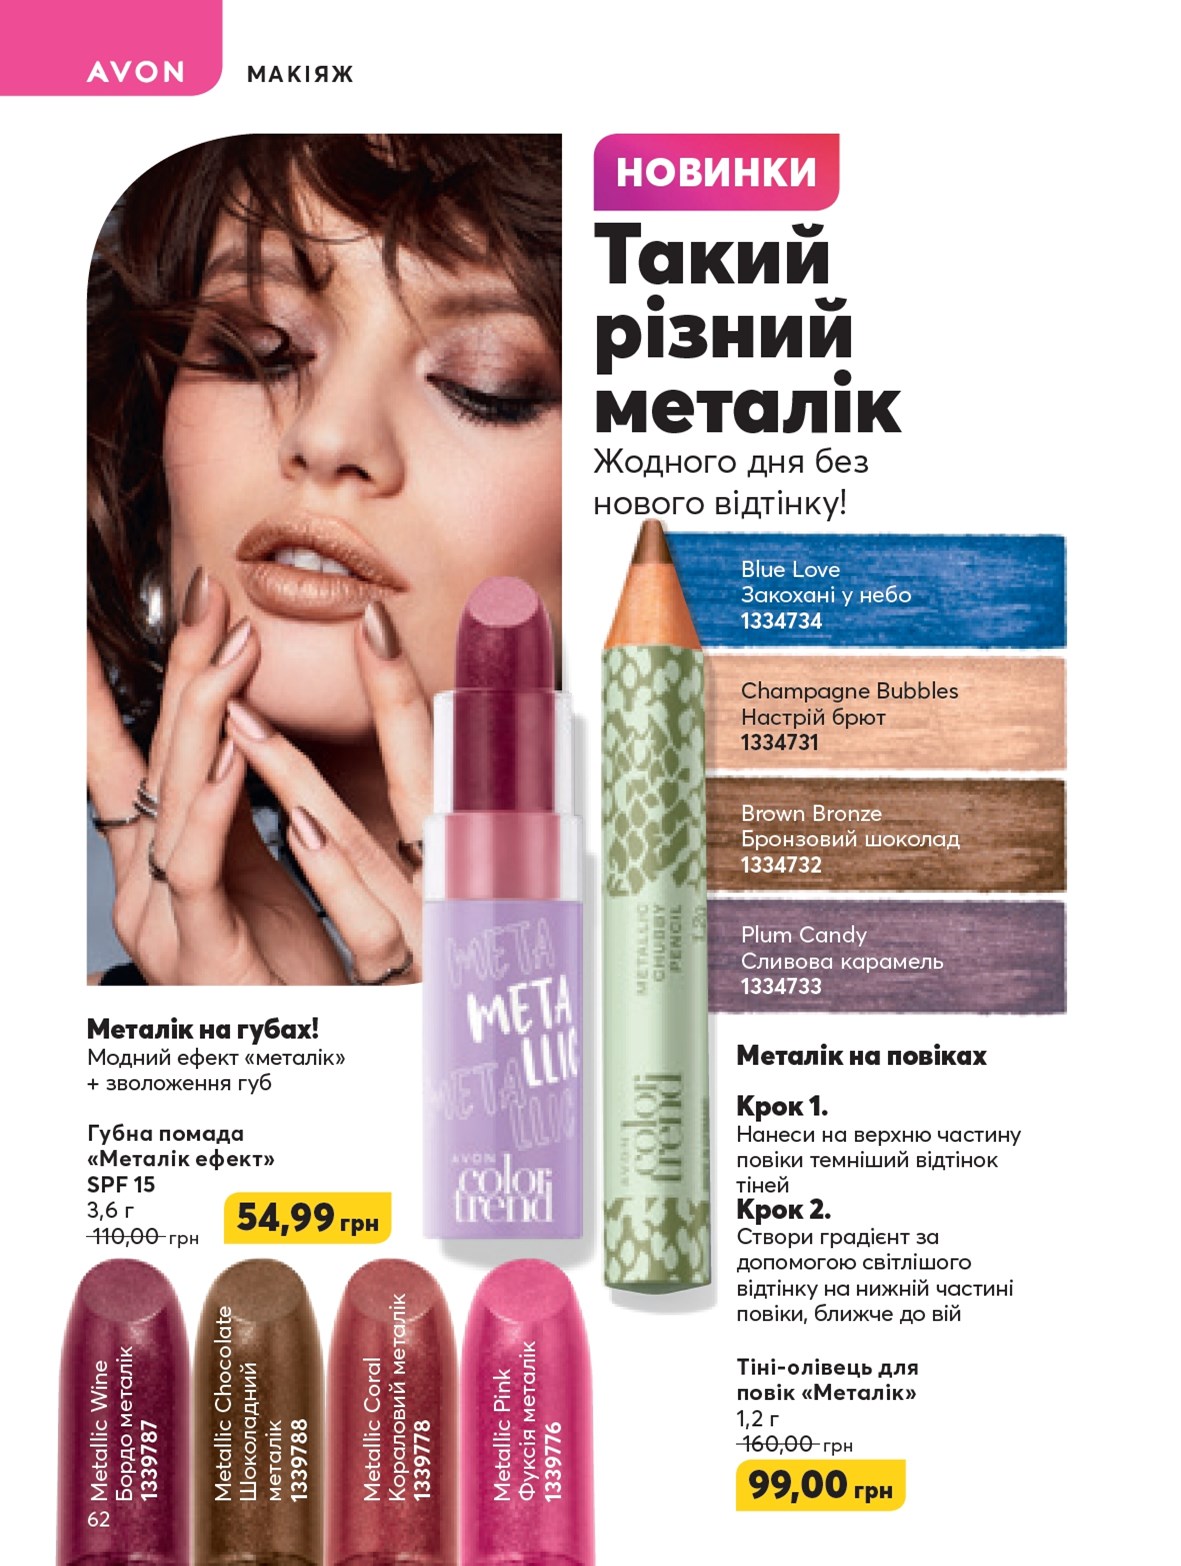 AVON
МАКІЯЖ
НОВИНКИ
Такий
різний
металік
Жодного дня без
нового відтінку!
Blue Love
Закохані у небо
1334734
Champagne Bubbles
Настрій брют
1334731
Brown Bronze
Бронзовий шоколад
1334732
Plum Candy
Сливова карамель
1334733
METALLIC
CHUBBY
PENCIL
AVON
color
trend
META
META
LLIC
META
LLIC
AVON
color
trend
Металік на губах!
Модний ефект «металік»
+ зволоження губ
Губна помада
«Металік ефект»
SPF 15
3,6 г
110,00 грн
54,99 грн
Металік на повіках
Крок 1.
Нанеси на верхню частину
повіки темніший відтінок
тіней
Крок 2.
Створи градієнт за
допомогою світлішого
відтінку на нижній частині
повіки, ближче до вій
Тіні-олівець для
повік «Металік»
1,2 г
160,00 грн
99,00 грн
Metallic Wine
Бордо металік
1339787
Metallic Chocolate
Шоколадний
металік
1339788
Metallic Coral
Кораловий металік
1339778
Metallic Pink
Фуксія металік
1339776
62